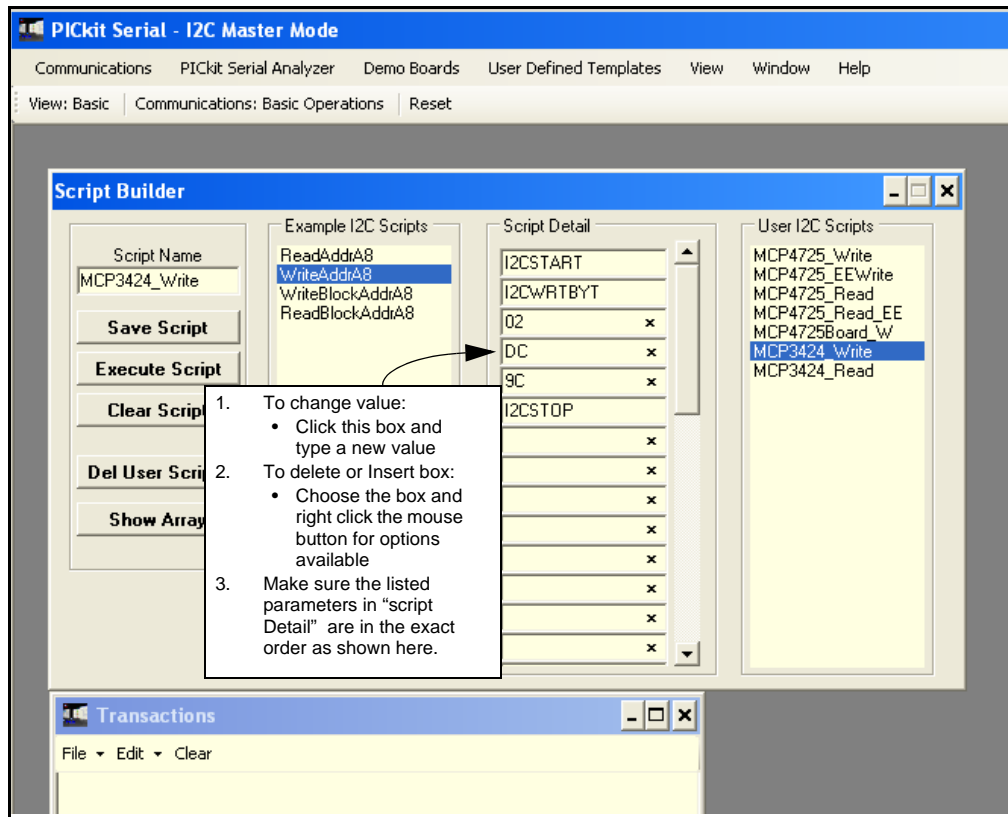 PICkit Serial - I2C Master Mode
Communications PICkit Serial Analyzer Demo Boards User Defined Templates View Window Help
View: Basic Communications: Basic Operations Reset
Script Builder
Script Name
MCP3424_Write
Save Script
Execute Script
Clear Script
Del User Scrip
Show Array
Example I2C Scripts
ReadAddrA8
WriteAddrA8
WriteBlockAddrA8
ReadBlockAddrA8
Script Detail
I2CSTART
I2CWRTBYT
02 x
DC x
9C x
I2CSTOP
x
x
x
x
x
x
x
x
User I2C Scripts
MCP4725_Write
MCP4725_EEWrite
MCP4725_Read
MCP4725_Read_EE
MCP4725Board_W
MCP3424_Write
MCP3424_Read
1. To change value:
• Click this box and
type a new value
2. To delete or Insert box:
• Choose the box and
right click the mouse
button for options
available
3. Make sure the listed
parameters in “script
Detail” are in the exact
order as shown here.
Transactions
File Edit Clear